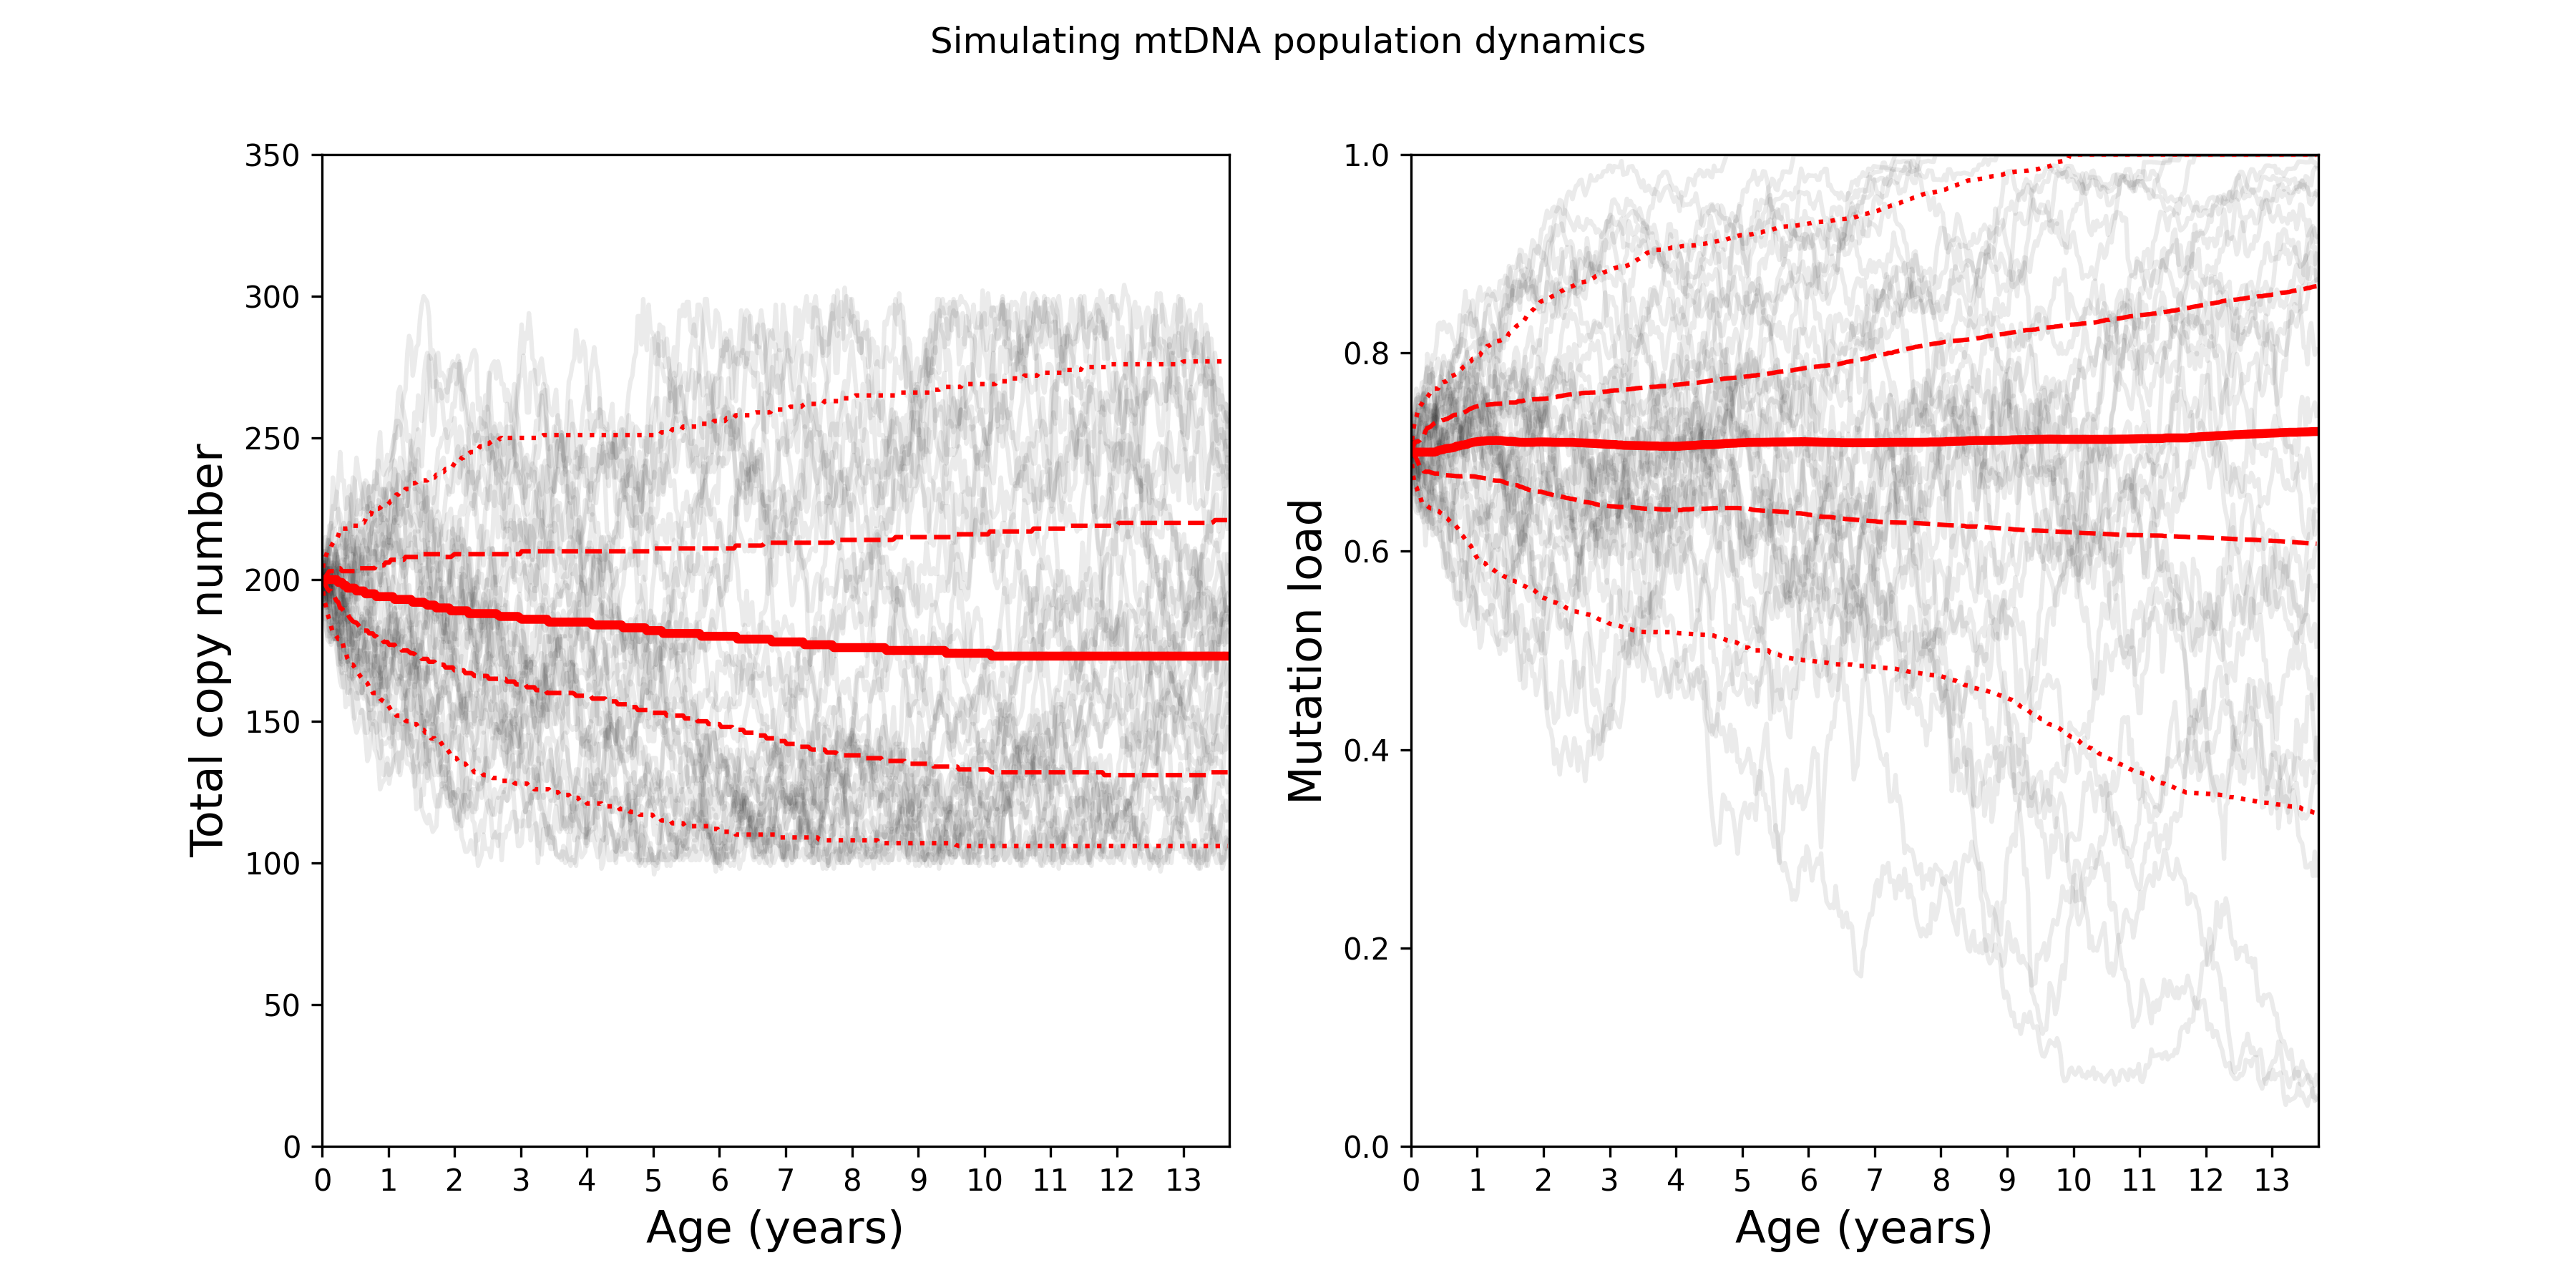 Simulating mtDNA population dynamics
Total copy number
350
300
250
200
150
100
50
0
0 1 2 3 4 5 6 7 8 9 10 11 12 13
Age (years)
Mutation load
1.0
0.8
0.6
0.4
0.2
0.0
0 1 2 3 4 5 6 7 8 9 10 11 12 13
Age (years)